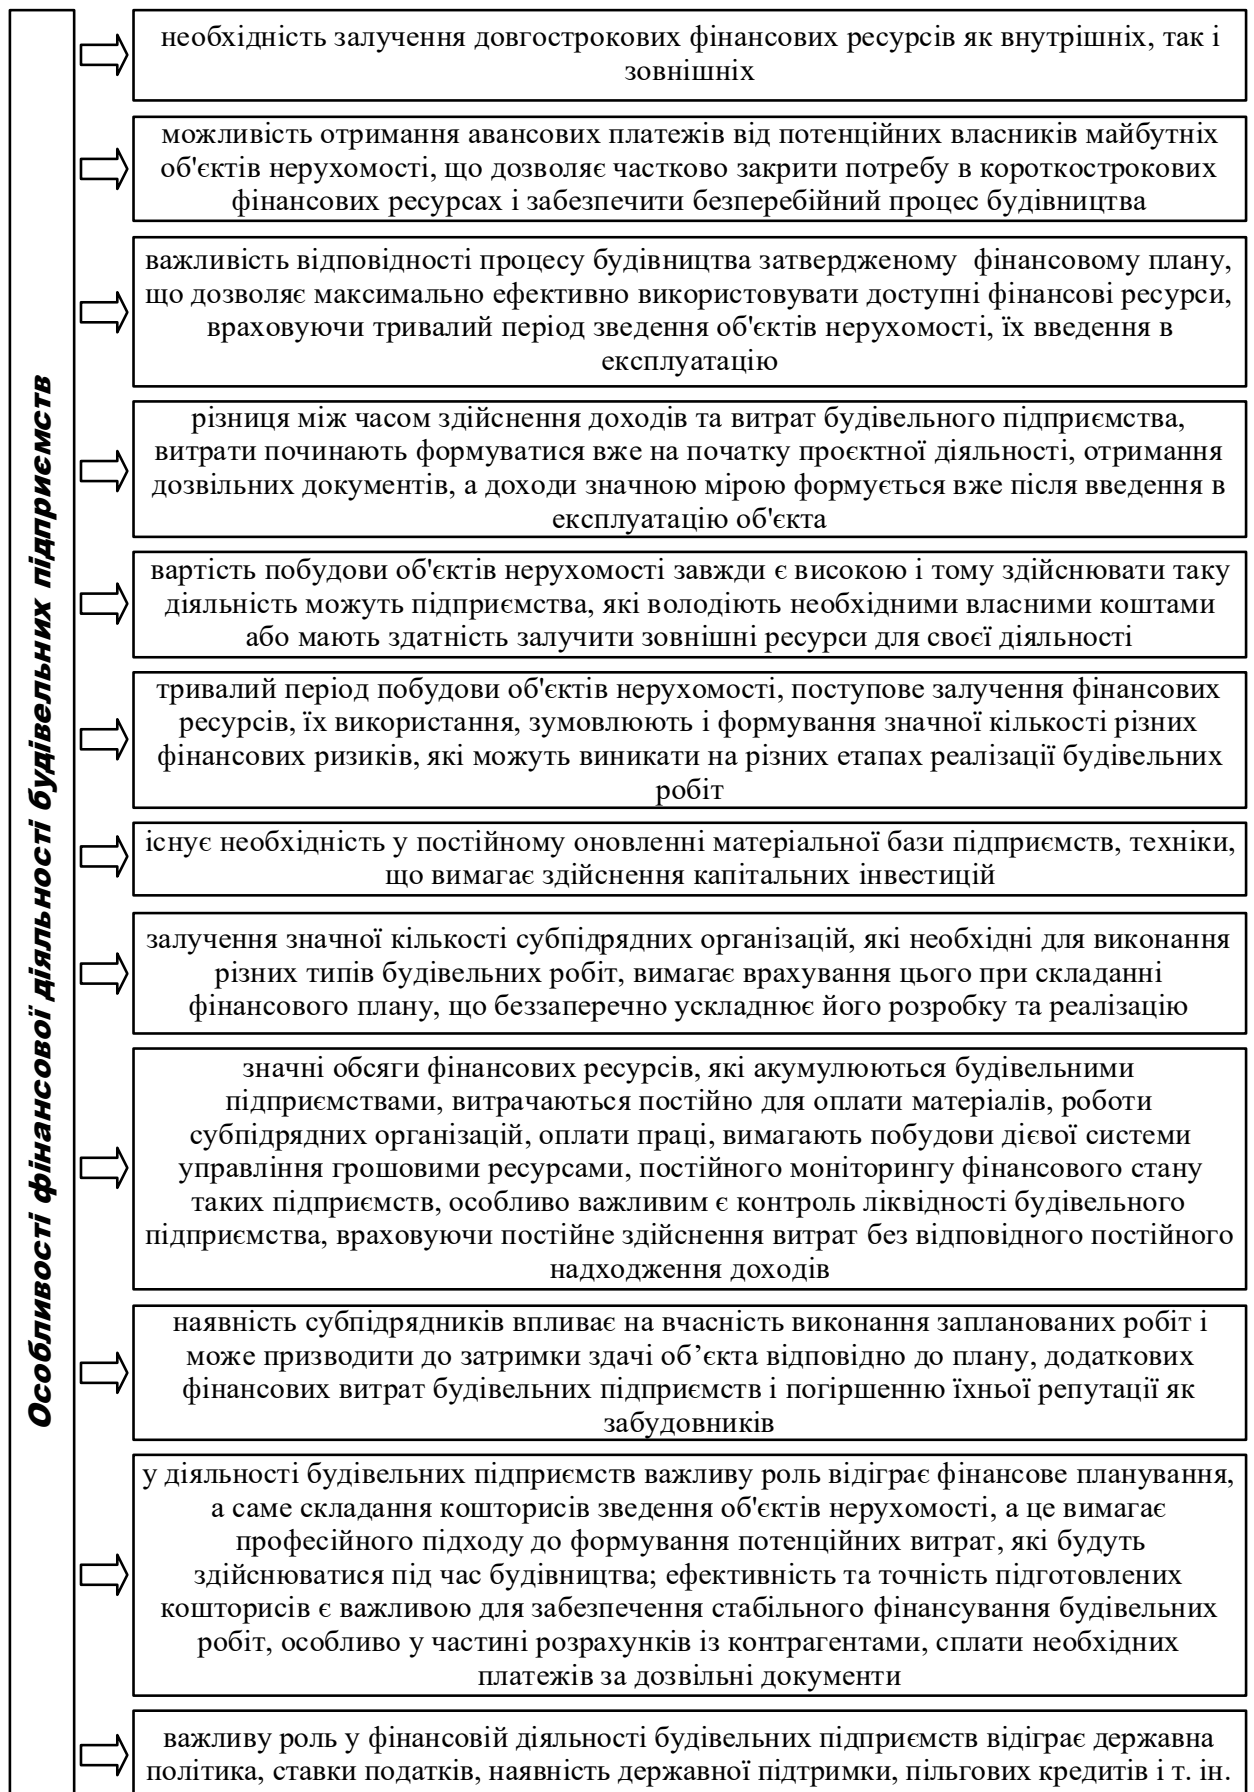 Особливості фінансової діяльності будівельних підприємств
необхідність залучення довгострокових фінансових ресурсів як внутрішніх, так і
зовнішніх
можливість отримання авансових платежів від потенційних власників майбутніх
об'єктів нерухомості, що дозволяє частково закрити потребу в короткострокових
фінансових ресурсах і забезпечити безперебійний процес будівництва
важливість відповідності процесу будівництва затвердженому фінансовому плану,
що дозволяє максимально ефективно використовувати доступні фінансові ресурси,
враховуючи тривалий період зведення об'єктів нерухомості, їх введення в
експлуатацію
різниця між часом здійснення доходів та витрат будівельного підприємства,
витрати починають формуватися вже на початку проєктної діяльності, отримання
дозвільних документів, а доходи значною мірою формується вже після введення в
експлуатацію об'єкта
вартість побудови об'єктів нерухомості завжди є високою і тому здійснювати таку
діяльність можуть підприємства, які володіють необхідними власними коштами
або мають здатність залучити зовнішні ресурси для своєї діяльності
тривалий період побудови об'єктів нерухомості, поступове залучення фінансових
ресурсів, їх використання, зумовлюють і формування значної кількості різних
фінансових ризиків, які можуть виникати на різних етапах реалізації будівельних
робіт
існує необхідність у постійному оновленні матеріальної бази підприємств, техніки,
що вимагає здійснення капітальних інвестицій
залучення значної кількості субпідрядних організацій, які необхідні для виконання
різних типів будівельних робіт, вимагає врахування цього при складанні
фінансового плану, що беззаперечно ускладнює його розробку та реалізацію
значні обсяги фінансових ресурсів, які акумулюються будівельними
підприємствами, витрачаються постійно для оплати матеріалів, роботи
субпідрядних організацій, оплати праці, вимагають побудови дієвої системи
управління грошовими ресурсами, постійного моніторингу фінансового стану
таких підприємств, особливо важливим є контроль ліквідності будівельного
підприємства, враховуючи постійне здійснення витрат без відповідного постійного
надходження доходів
наявність субпідрядників впливає на вчасність виконання запланованих робіт і
може призводити до затримки здачі об’єкта відповідно до плану, додаткових
фінансових витрат будівельних підприємств і погіршенню їхньої репутації як
забудовників
у діяльності будівельних підприємств важливу роль відіграє фінансове планування,
а саме складання кошторисів зведення об'єктів нерухомості, а це вимагає
професійного підходу до формування потенційних витрат, які будуть
здійснюватися під час будівництва; ефективність та точність підготовлених
кошторисів є важливою для забезпечення стабільного фінансування будівельних
робіт, особливо у частині розрахунків із контрагентами, сплати необхідних
платежів за дозвільні документи
важливу роль у фінансовій діяльності будівельних підприємств відіграє державна
політика, ставки податків, наявність державної підтримки, пільгових кредитів і т. ін.